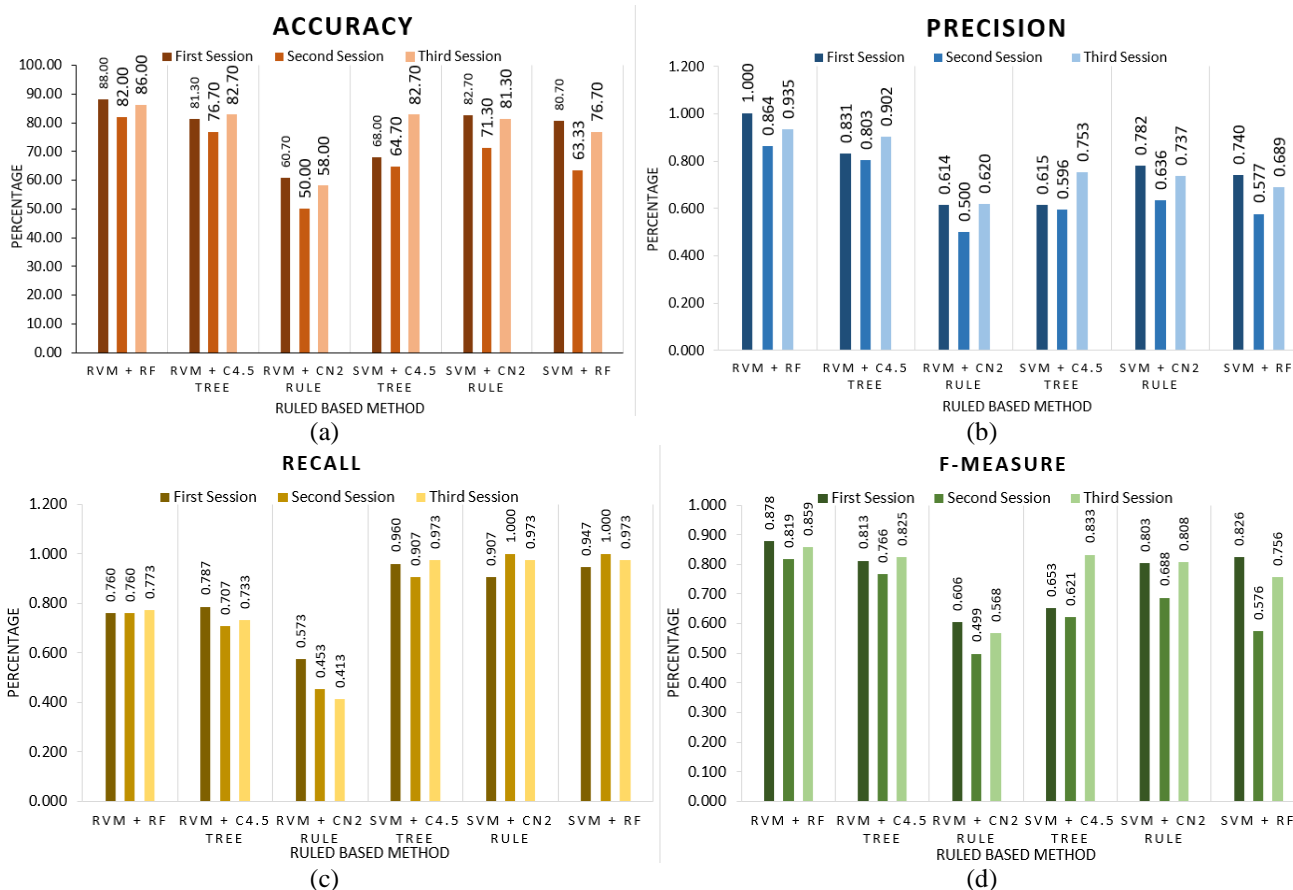 ACCURACY
First Session Second Session Third Session
PERCENTAGE
100.00
90.00
80.00
70.00
60.00
50.00
40.00
30.00
20.00
10.00
0.00
88.00 82.00 86.00
81.30 76.70 82.70
60.70 50.00 58.00
68.00 64.70 82.70
82.70 71.30 81.30
80.70 63.33 76.70
RVM + RF RVM + C4.5 RVM + CN2 SVM + C4.5 SVM + CN2 SVM + RF
TREE RULE TREE RULE
RULED BASED METHOD
(a)
PRECISION
First Session Second Session Third Session
PERCENTAGE
1.200
1.000
0.800
0.600
0.400
0.200
0.000
1.000 0.864 0.935
0.831 0.803 0.902
0.614 0.500 0.620
0.615 0.596 0.753
0.782 0.636 0.737
0.740 0.577 0.689
RVM + RF RVM + C4.5 RVM + CN2 SVM + C4.5 SVM + CN2 SVM + RF
TREE RULE TREE RULE
RULED BASED METHOD
(b)
RECALL
First Session Second Session Third Session
PERCENTAGE
1.200
1.000
0.800
0.600
0.400
0.200
0.000
0.760 0.760 0.773
0.787 0.707 0.733
0.573 0.453 0.413
0.960 0.907 0.973
0.907 1.000 0.973
0.947 1.000 0.973
RVM + RF RVM + C4.5 RVM + CN2 SVM + C4.5 SVM + CN2 SVM + RF
TREE RULE TREE RULE
RULED BASED METHOD
(c)
F-MEASURE
First Session Second Session Third Session
PERCENTAGE
1.000
0.900
0.800
0.700
0.600
0.500
0.400
0.300
0.200
0.100
0.000
0.878 0.819 0.859
0.813 0.766 0.825
0.606 0.499 0.568
0.653 0.621 0.833
0.803 0.688 0.808
0.826 0.576 0.756
RVM + RF RVM + C4.5 RVM + CN2 SVM + C4.5 SVM + CN2 SVM + RF
TREE RULE TREE RULE
RULED BASED METHOD
(d)